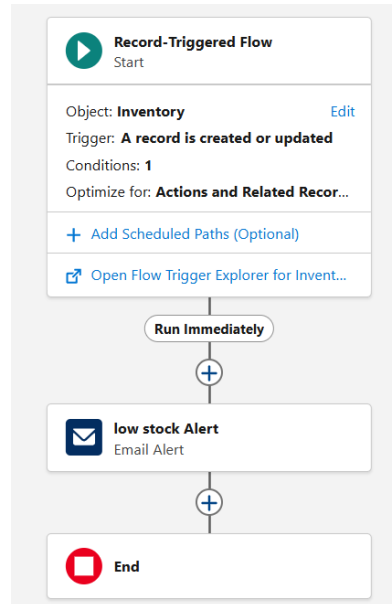 Record-Triggered Flow
Start
Object: Inventory Edit
Trigger: A record is created or updated
Conditions: 1
Optimize for: Actions and Related Recor...
+ Add Scheduled Paths (Optional)
Open Flow Trigger Explorer for Invent...
Run Immediately
low stock Alert
Email Alert
End